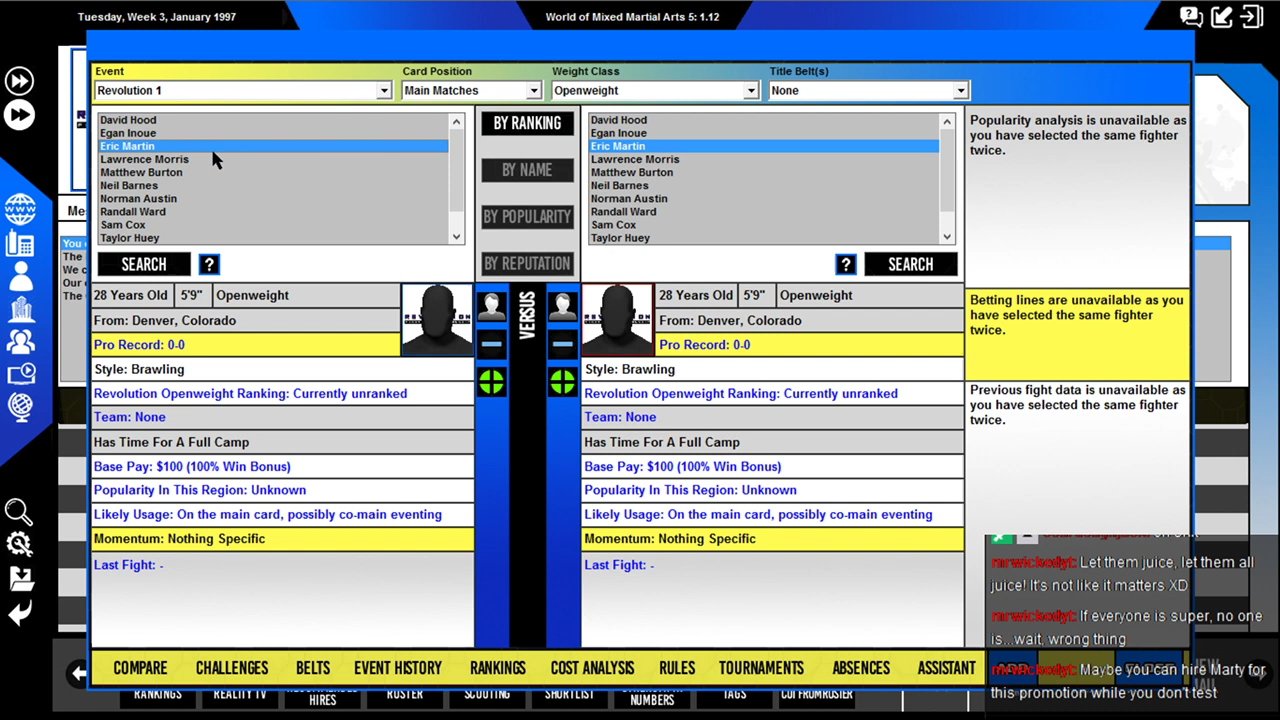 Tuesday, Week 3, January 1997
World of Mixed Martial Arts 5: 1.12
Event
Card Position
Weight Class
Title Belt(s)
Revolution 1
Main Matches
Openweight
None
David Hood
Egan Inoue
Eric Martin
Lawrence Morris
Matthew Burton
Neil Barnes
Norman Austin
Randall Ward
Sam Cox
Taylor Huey
SEARCH
?
BY RANKING
BY NAME
BY POPULARITY
BY REPUTATION
David Hood
Egan Inoue
Eric Martin
Lawrence Morris
Matthew Burton
Neil Barnes
Norman Austin
Randall Ward
Sam Cox
Taylor Huey
?
SEARCH
Popularity analysis is unavailable as
you have selected the same fighter
twice.
Betting lines are unavailable as you
have selected the same fighter
twice.
Previous fight data is unavailable as
you have selected the same fighter
twice.
28 Years Old
5'9"
Openweight
From: Denver, Colorado
Pro Record: 0-0
Style: Brawling
Revolution Openweight Ranking: Currently unranked
Team: None
Has Time For A Full Camp
Base Pay: $100 (100% Win Bonus)
Popularity In This Region: Unknown
Likely Usage: On the main card, possibly co-main eventing
Momentum: Nothing Specific
Last Fight: -
VERSUS
28 Years Old
5'9"
Openweight
From: Denver, Colorado
Pro Record: 0-0
Style: Brawling
Revolution Openweight Ranking: Currently unranked
Team: None
Has Time For A Full Camp
Base Pay: $100 (100% Win Bonus)
Popularity In This Region: Unknown
Likely Usage: On the main card, possibly co-main eventing
Momentum: Nothing Specific
Last Fight: -
mrwickedyt: Let them juice, let them all
juice! It's not like it matters XD
mrwickedyt: If everyone is super, no one
is...wait, wrong thing
mrwickedyt: Maybe you can hire Marty for
this promotion while you don't test
COMPARE
CHALLENGES
BELTS
EVENT HISTORY
RANKINGS
COST ANALYSIS
RULES
TOURNAMENTS
ABSENCES
ASSISTANT
RANKINGS
REALITY TV
HIRES
ROSTER
SCOUTING
SHORTLIST
NUMBERS
TAGS